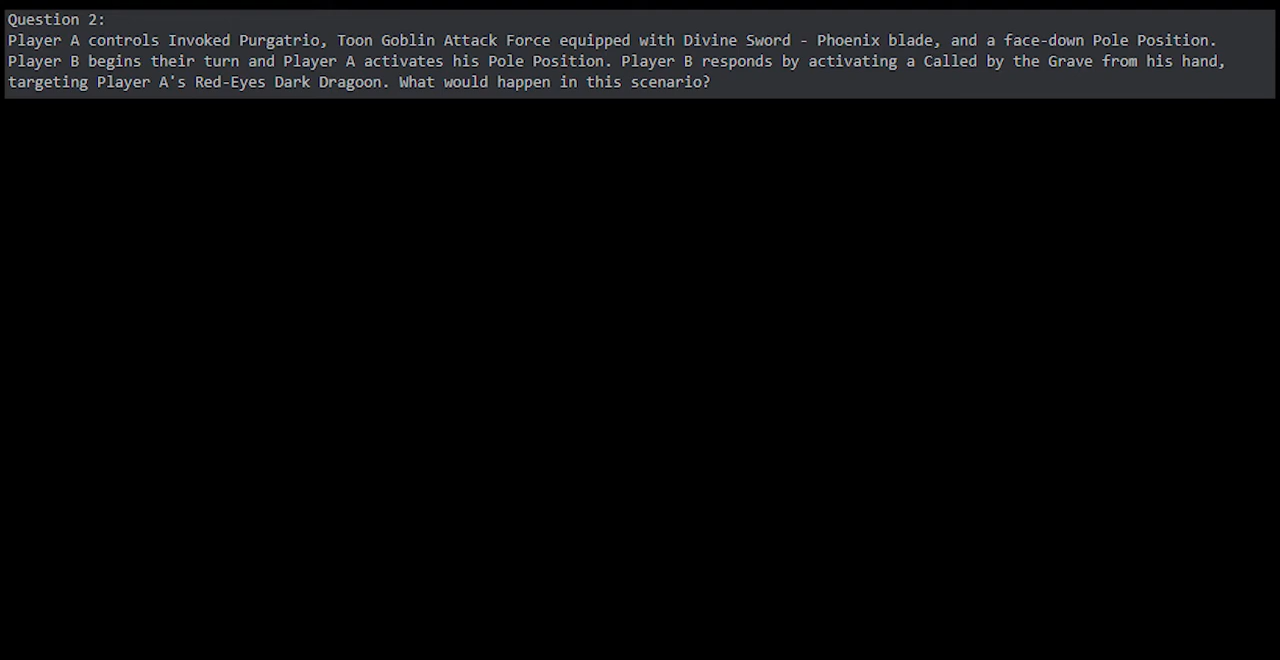 Question 2:
Player A controls Invoked Purgatrio, Toon Goblin Attack Force equipped with Divine Sword - Phoenix blade, and a face-down Pole Position.
Player B begins their turn and Player A activates his Pole Position. Player B responds by activating a Called by the Grave from his hand,
targeting Player A's Red-Eyes Dark Dragoon. What would happen in this scenario?